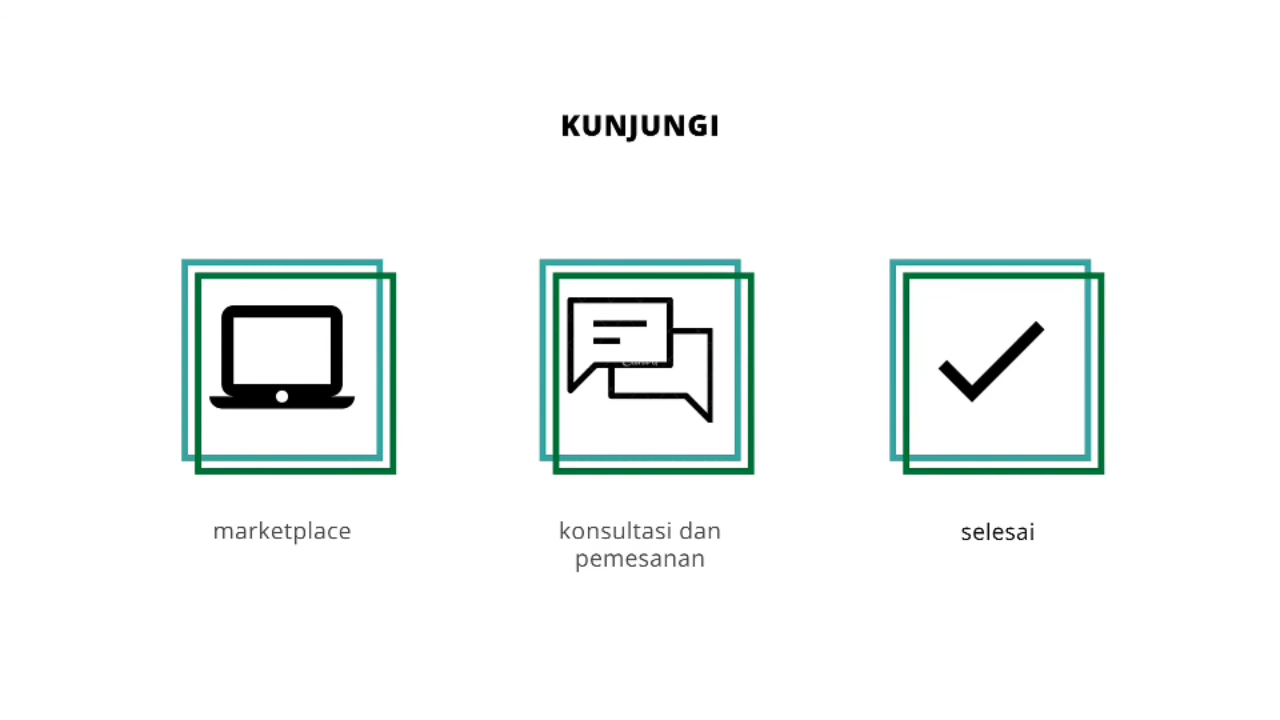 KUNJUNGI
marketplace
konsultasi dan
pemesanan
selesai